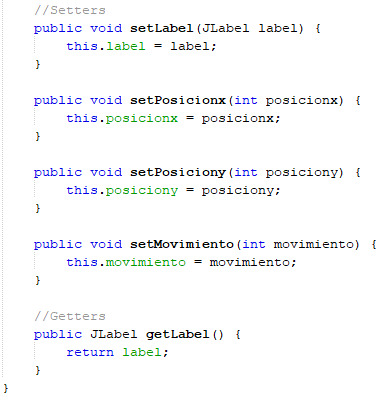 //Setters
public void setLabel(JLabel label) {
this.label = label;
}
public void setPosicionx(int posicionx) {
this.posicionx = posicionx;
}
public void setPosiciony(int posiciony) {
this.posiciony = posiciony;
}
public void setMovimiento(int movimiento) {
this.movimiento = movimiento;
}
//Getters
public JLabel getLabel() {
return label;
}
}